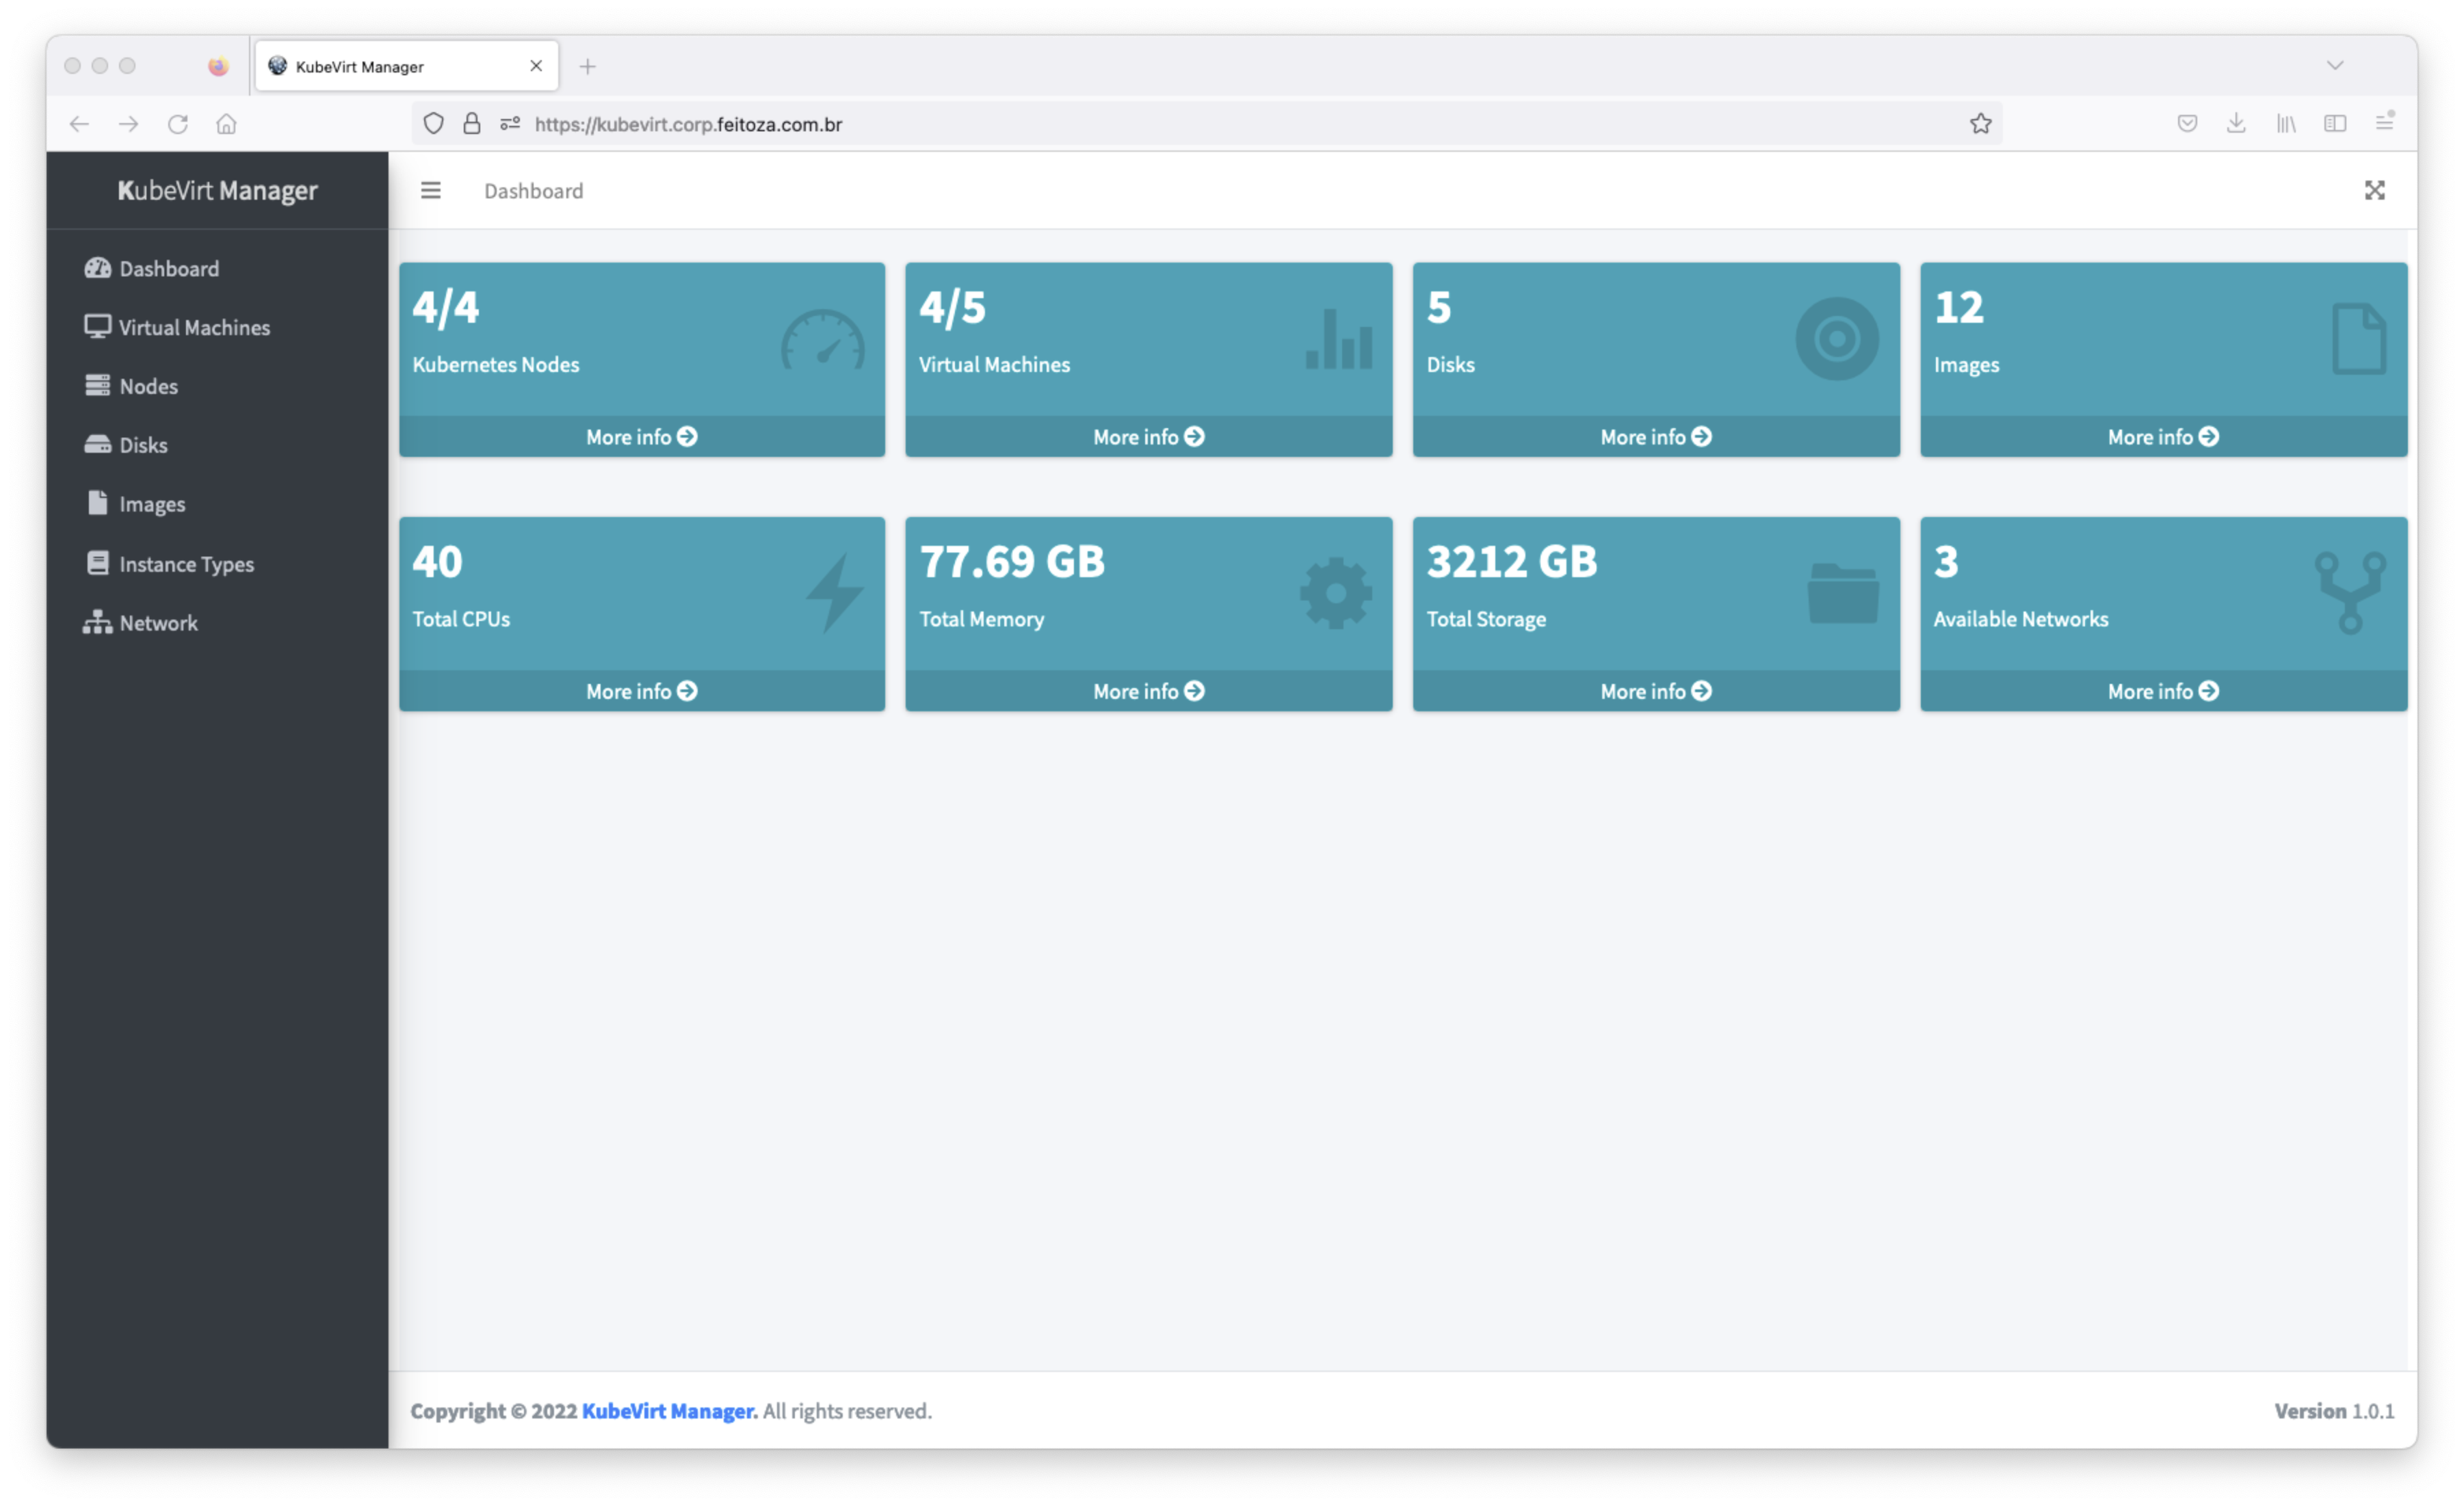 KubeVirt Manager
https://kubevirt.corp.feitoza.com.br
KubeVirt Manager
Dashboard
Dashboard
Virtual Machines
Nodes
Disks
Images
Instance Types
Network
4/4
Kubernetes Nodes
More info
4/5
Virtual Machines
More info
5
Disks
More info
12
Images
More info
40
Total CPUs
More info
77.69 GB
Total Memory
More info
3212 GB
Total Storage
More info
3
Available Networks
More info
Copyright © 2022 KubeVirt Manager. All rights reserved.
Version 1.0.1